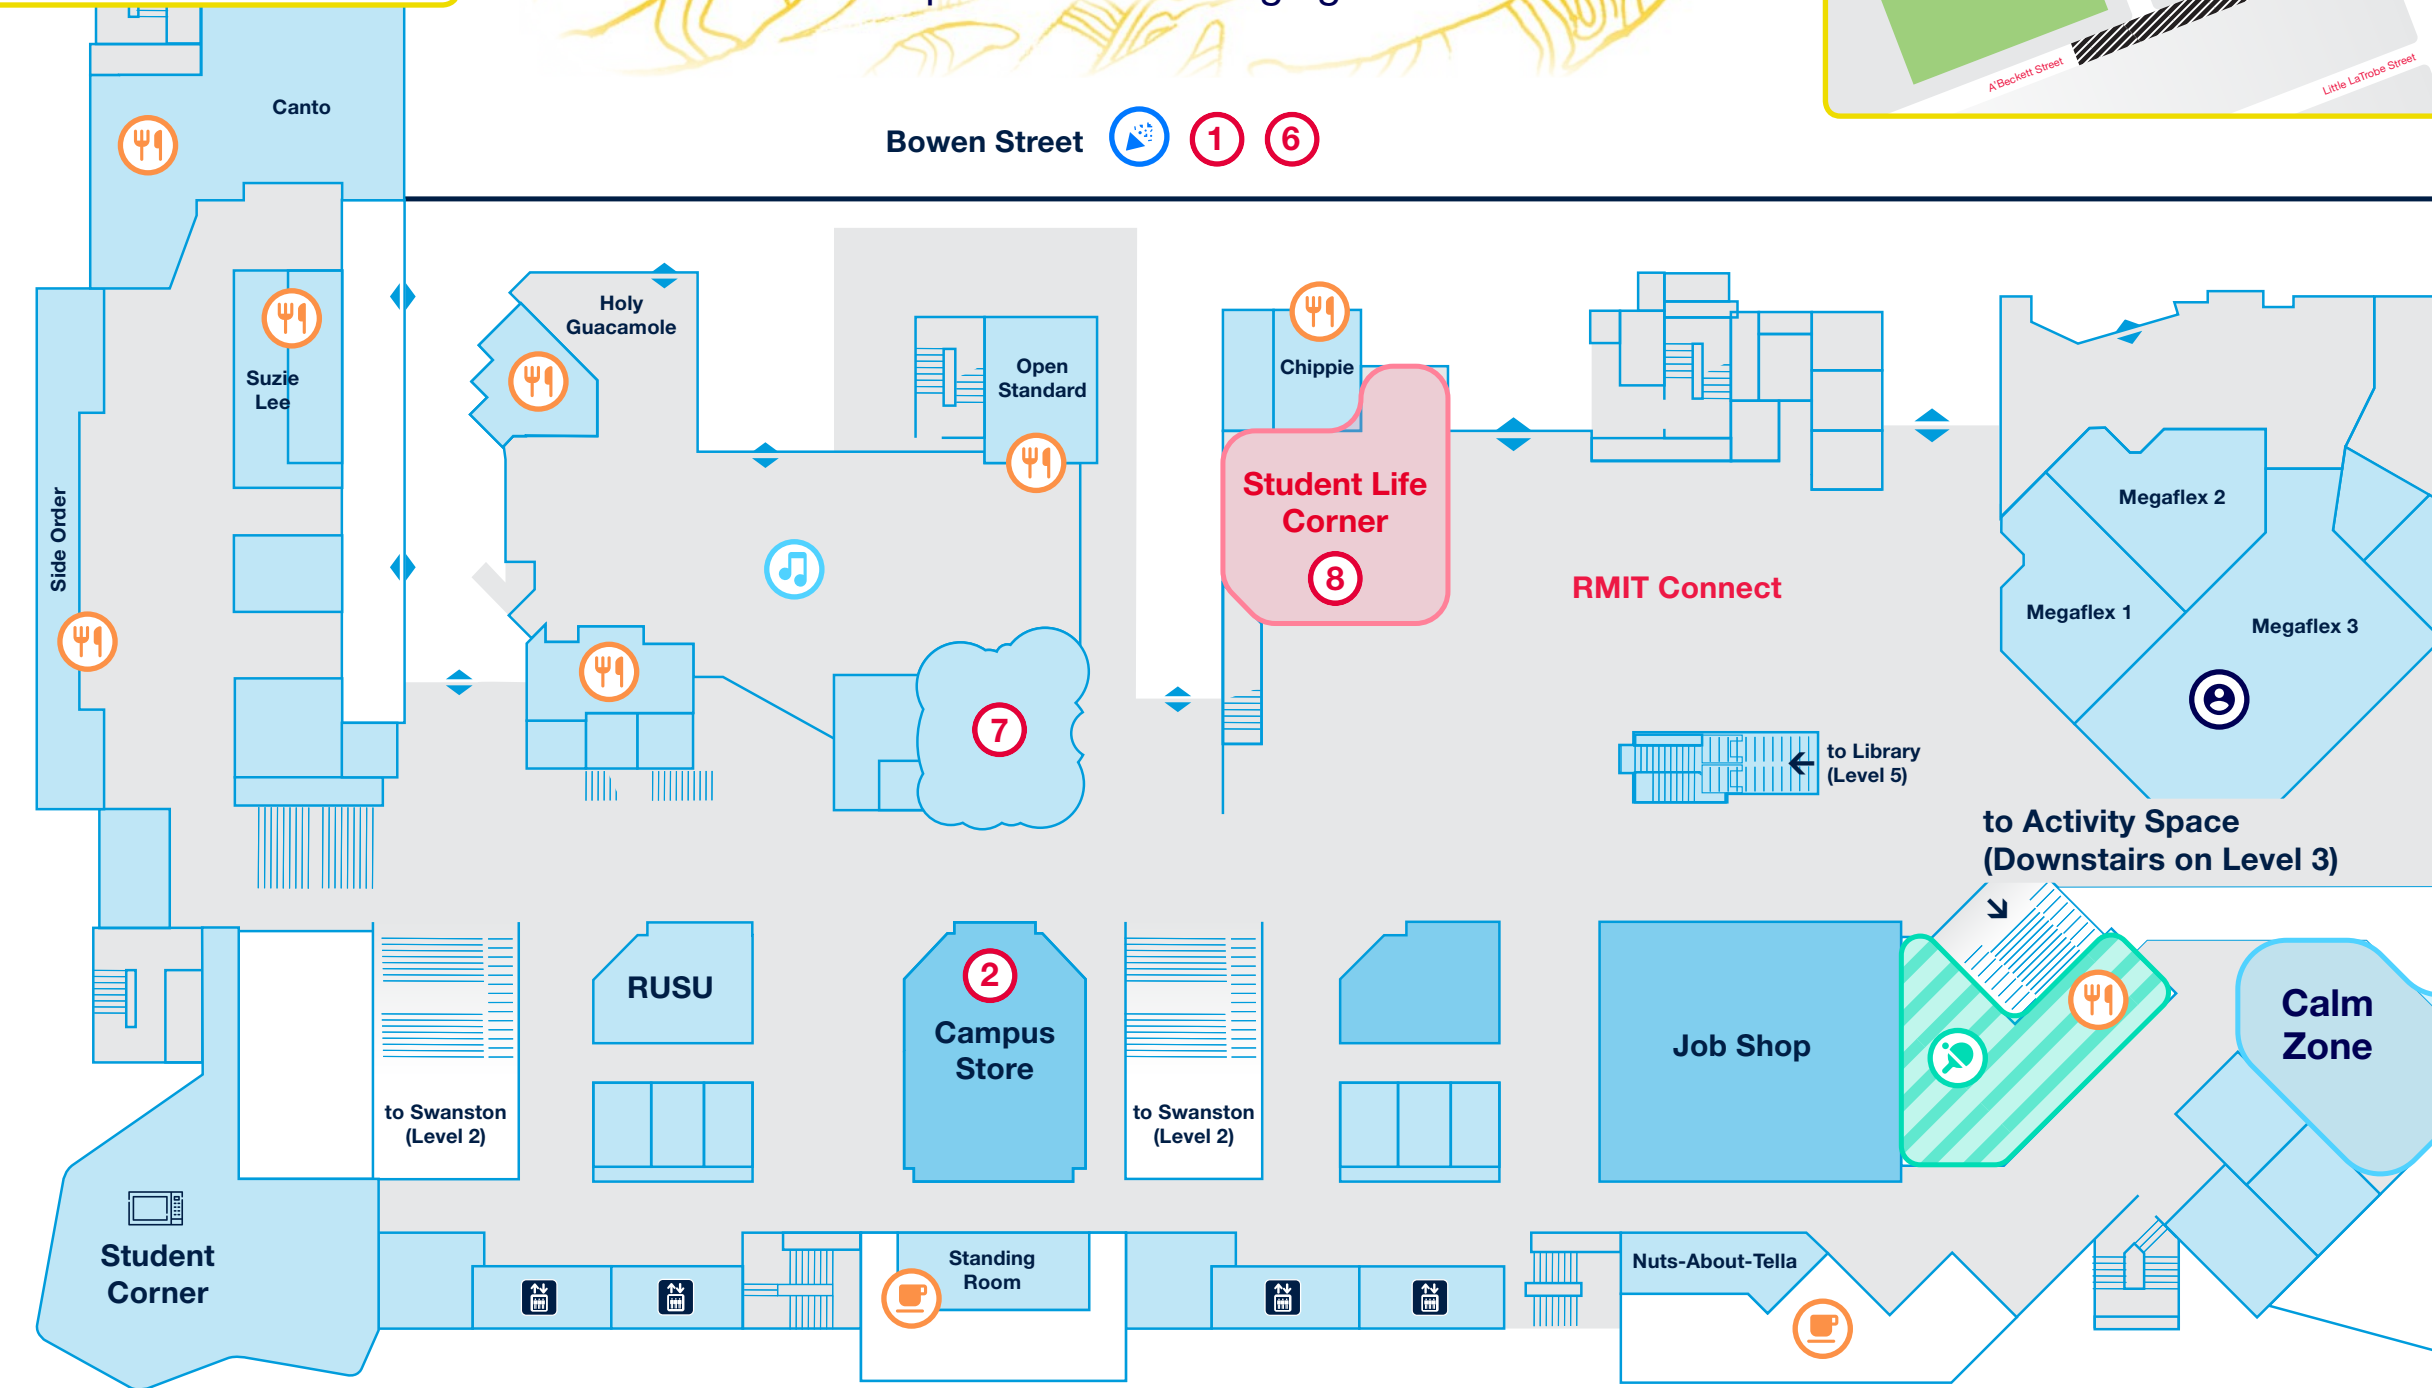 A'Beckett Street
Little LaTrobe Street
Canto
Bowen Street
1
6
Holy
Guacamole
Open
Standard
Chippie
Suzie
Lee
Side Order
Student Life
Corner
8
RMIT Connect
Megaflex 2
Megaflex 1
Megaflex 3
7
to Library
(Level 5)
to Activity Space
(Downstairs on Level 3)
RUSU
2
Campus
Store
Job Shop
Calm
Zone
to Swanston
(Level 2)
to Swanston
(Level 2)
Student
Corner
Standing
Room
Nuts-About-Tella